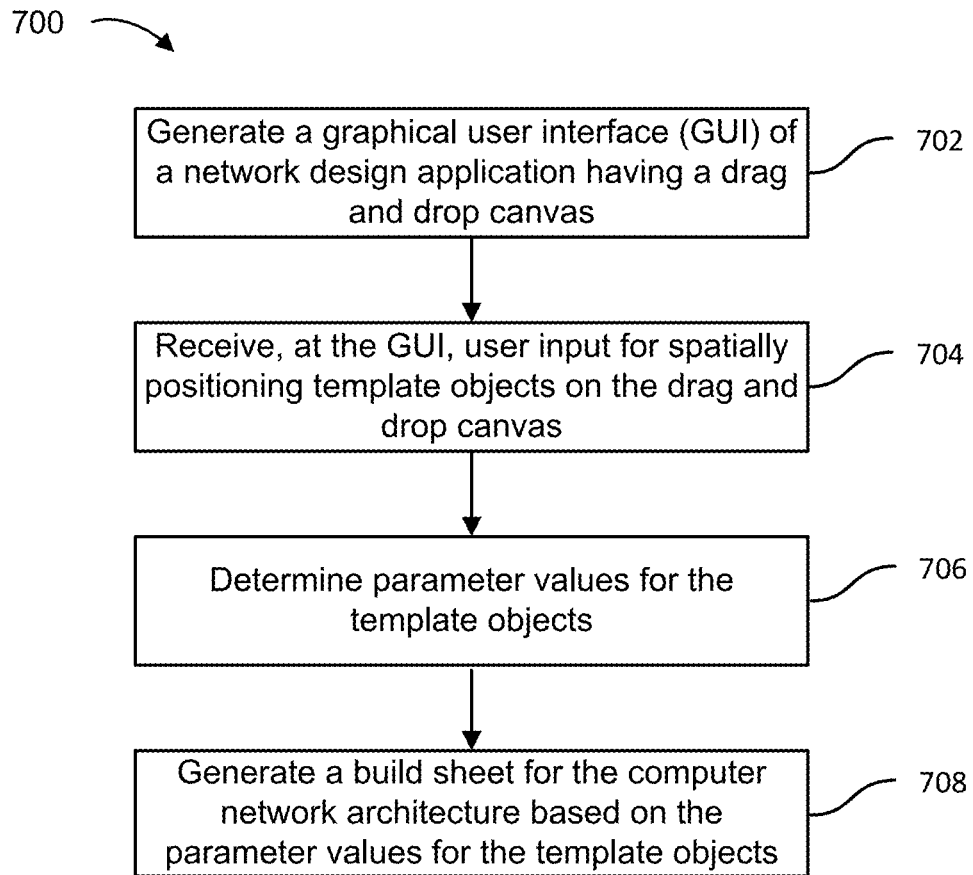 700
Generate a graphical user interface (GUI) of
a network design application having a drag
and drop canvas
702
Receive, at the GUI, user input for spatially
positioning template objects on the drag and
drop canvas
704
Determine parameter values for the
template objects
706
Generate a build sheet for the computer
network architecture based on the
parameter values for the template objects
708